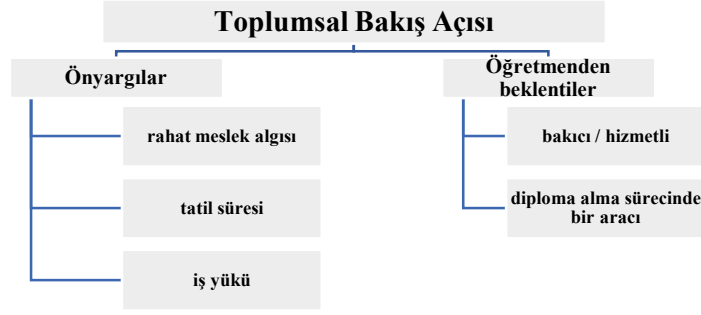 Toplumsal Bakış Açısı
Önyargılar
rahat meslek algısı
tatil süresi
iş yükü
Öğretmenden
beklentiler
bakıcı / hizmetli
diploma alma sürecinde
bir aracı